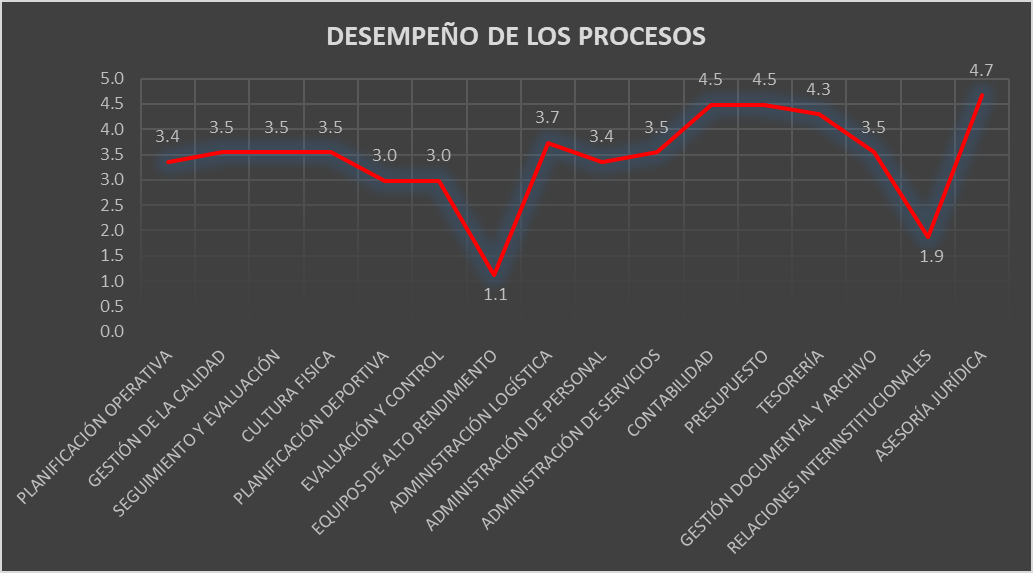 DESEMPEÑO DE LOS PROCESOS
5.0
4.5
4.0
3.5
3.0
2.5
2.0
1.5
1.0
0.5
0.0
3.4
3.5
3.5
3.5
3.0
3.0
1.1
3.7
3.4
3.5
4.5
4.5
4.3
3.5
1.9
4.7
PLANIFICACIÓN OPERATIVA
GESTIÓN DE LA CALIDAD
SEGUIMIENTO Y EVALUACIÓN
CULTURA FISICA
PLANIFICACIÓN DEPORTIVA
EVALUACIÓN Y CONTROL
EQUIPOS DE ALTO RENDIMIENTO
ADMINISTRACIÓN LOGÍSTICA
ADMINISTRACIÓN DE PERSONAL
ADMINISTRACIÓN DE SERVICIOS
CONTABILIDAD
PRESUPUESTO
TESORERÍA
GESTIÓN DOCUMENTAL Y ARCHIVO
RELACIONES INTERINSTITUCIONALES
ASESORÍA JURÍDICA